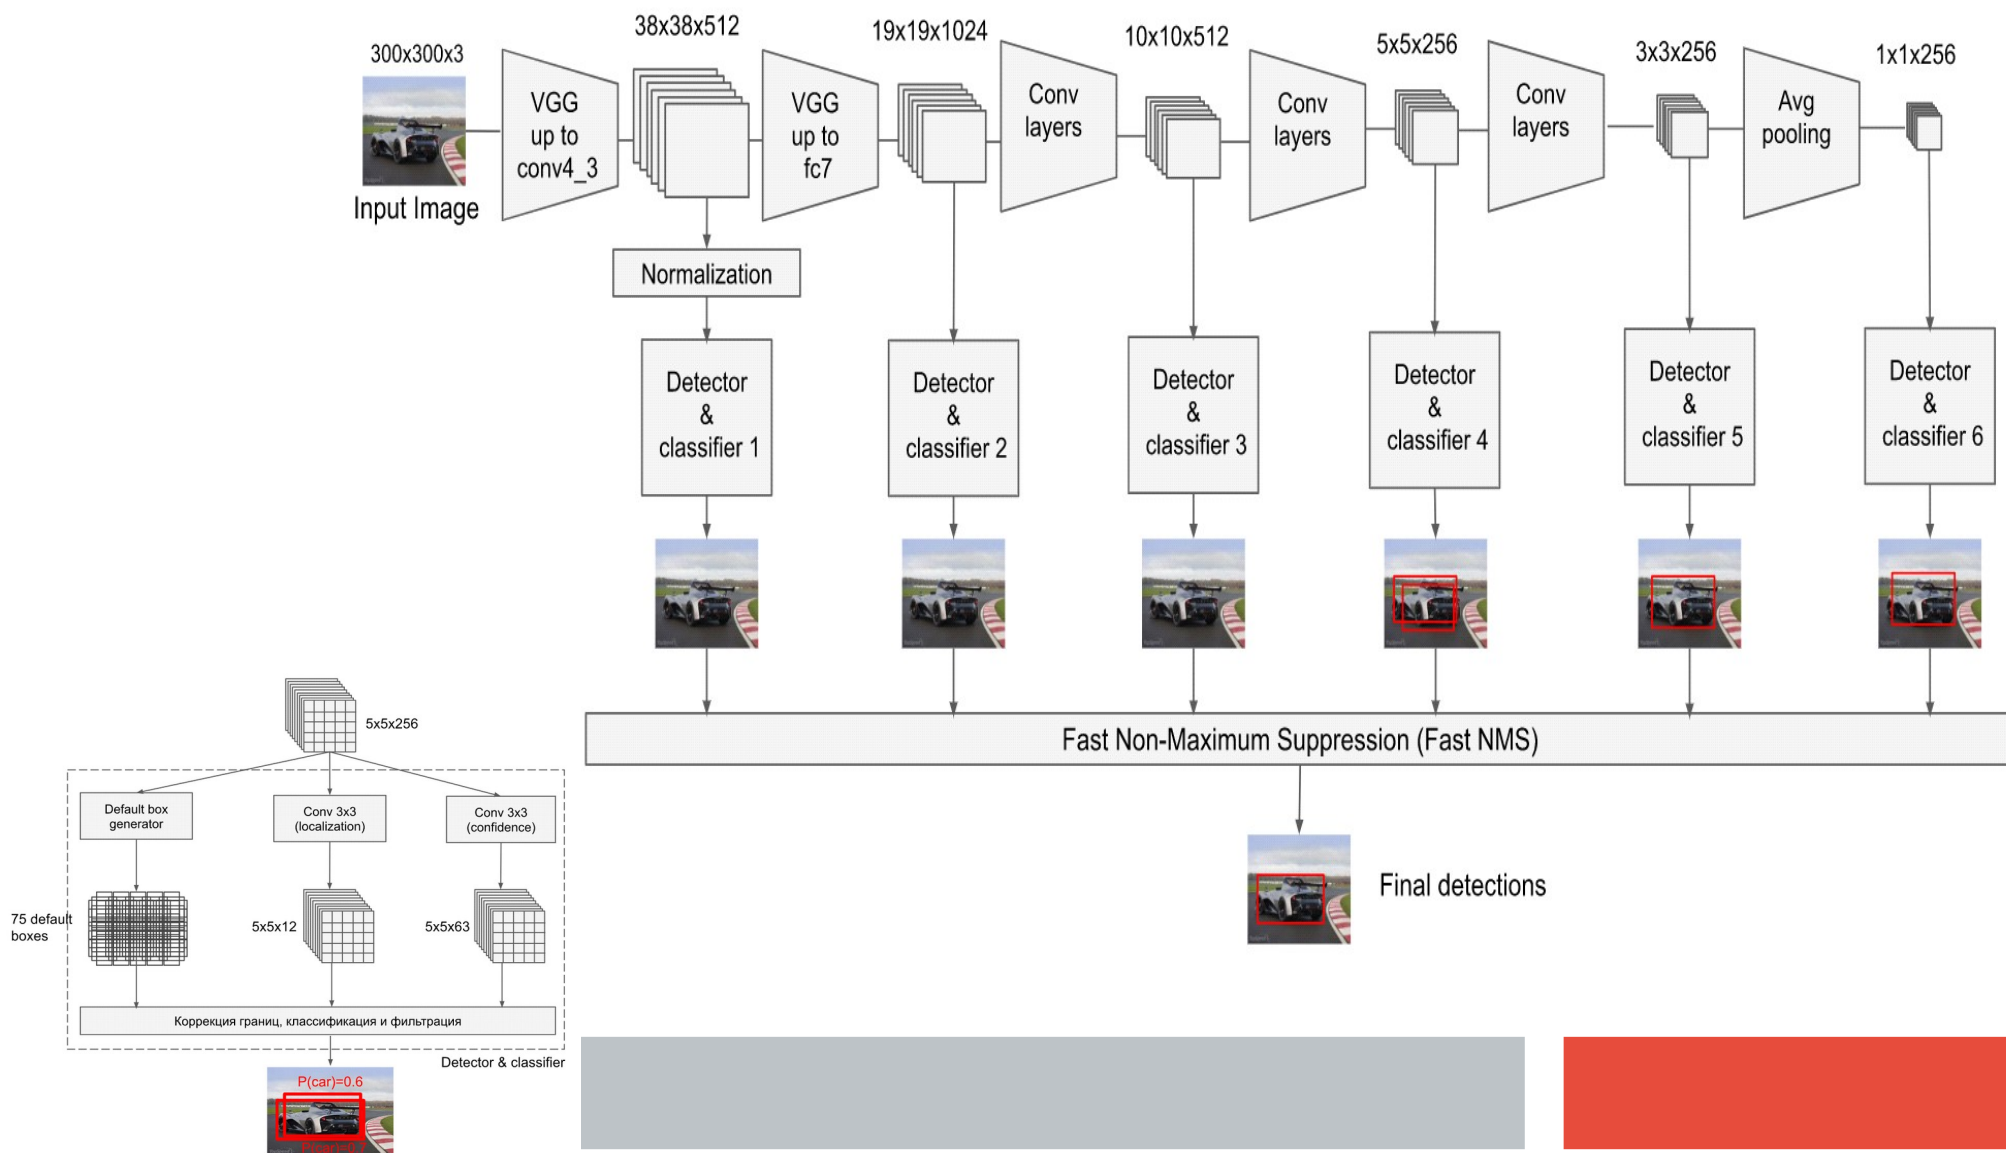 300x300x3
38x38x512
19x19x1024
10x10x512
5x5x256
3x3x256
1x1x256
VGG
up to
conv4_3
VGG
up to
fc7
Conv
layers
Conv
layers
Conv
layers
Avg
pooling
Input Image
Normalization
Detector
&
classifier 1
Detector
&
classifier 2
Detector
&
classifier 3
Detector
&
classifier 4
Detector
&
classifier 5
Detector
&
classifier 6
Fast Non-Maximum Suppression (Fast NMS)
Final detections
5x5x256
Default box
generator
Conv 3x3
(localization)
Conv 3x3
(confidence)
75 default
boxes
5x5x12
5x5x63
Коррекция границ, классификация и фильтрация
Detector & classifier
P(car)=0.6